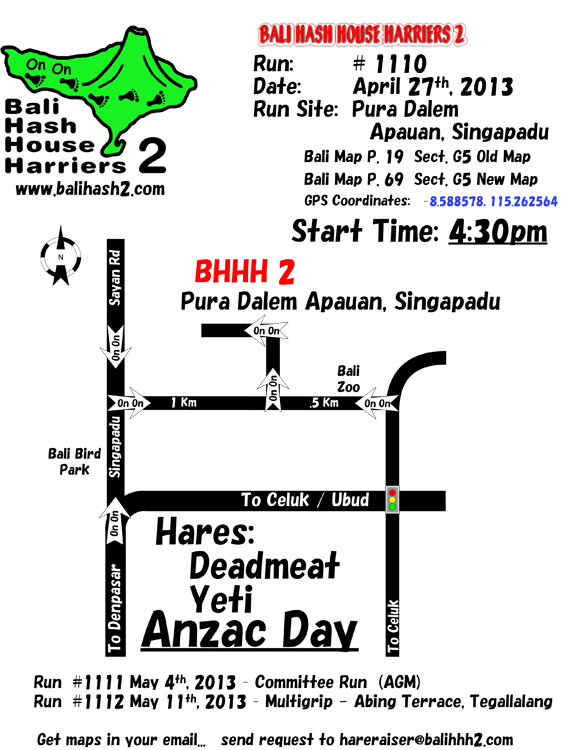 On On
Bali
Hash
House
Harriers 2
www.balihash2.com
BALI HASH HOUSE HARRIERS 2
Run: # 1110
Date: April 27th, 2013
Run Site: Pura Dalem
Apauan, Singapadu
Bali Map P. 19 Sect. G5 Old Map
Bali Map P. 69 Sect. G5 New Map
GPS Coordinates: -8.588578, 115.262564
Start Time: 4:30pm
N
Sayan Rd
BHHH 2
Pura Dalem Apauan, Singapadu
On On
On On
Bali
Zoo
On On
On On
1 Km
.5 Km
On On
Singapadu
Bali Bird
Park
To Celuk / Ubud
On On
To Denpasar
Hares:
Deadmeat
Yeti
Anzac Day
To Celuk
Run #1111 May 4th, 2013 - Committee Run (AGM)
Run #1112 May 11th, 2013 - Multigrip - Abing Terrace, Tegallalang
Get maps in your email... send request to hareraiser@balihhh2.com